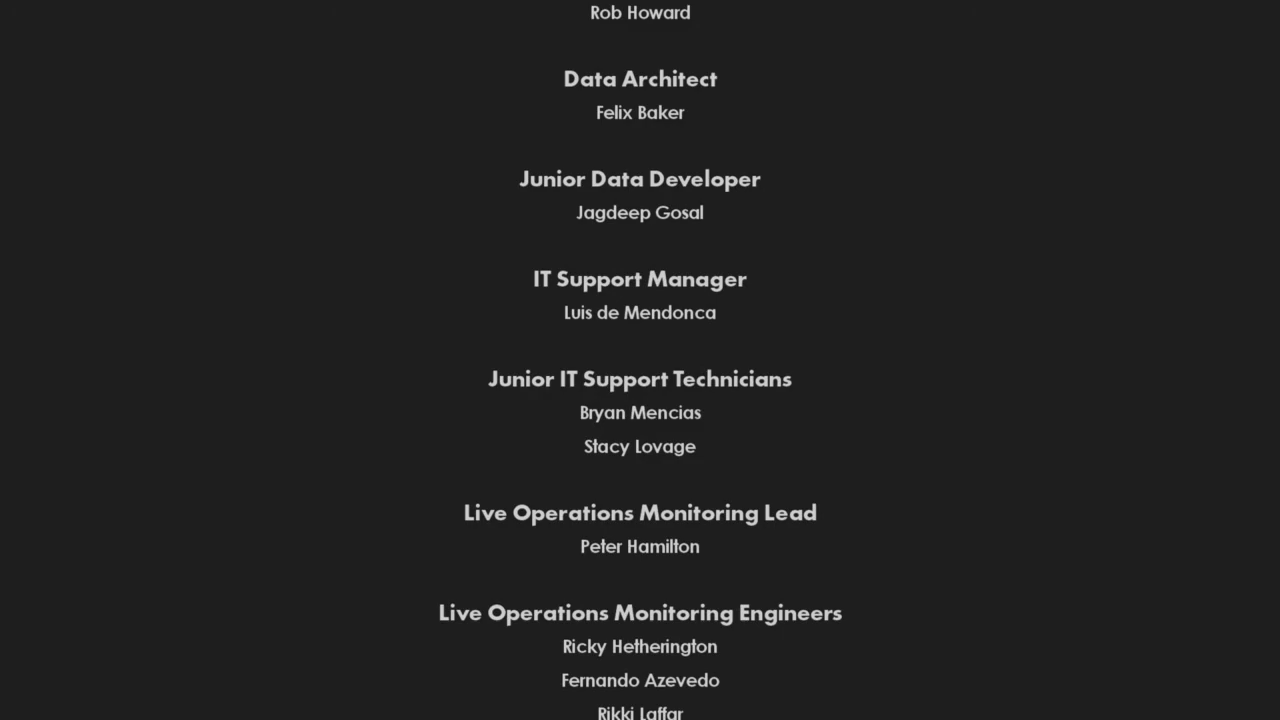 Rob Howard
Data Architect
Felix Baker
Junior Data Developer
Jagdeep Gosal
IT Support Manager
Luis de Mendonca
Junior IT Support Technicians
Bryan Mencias
Stacy Lovage
Live Operations Monitoring Lead
Peter Hamilton
Live Operations Monitoring Engineers
Ricky Hetherington
Fernando Azevedo
Rikki Laffar